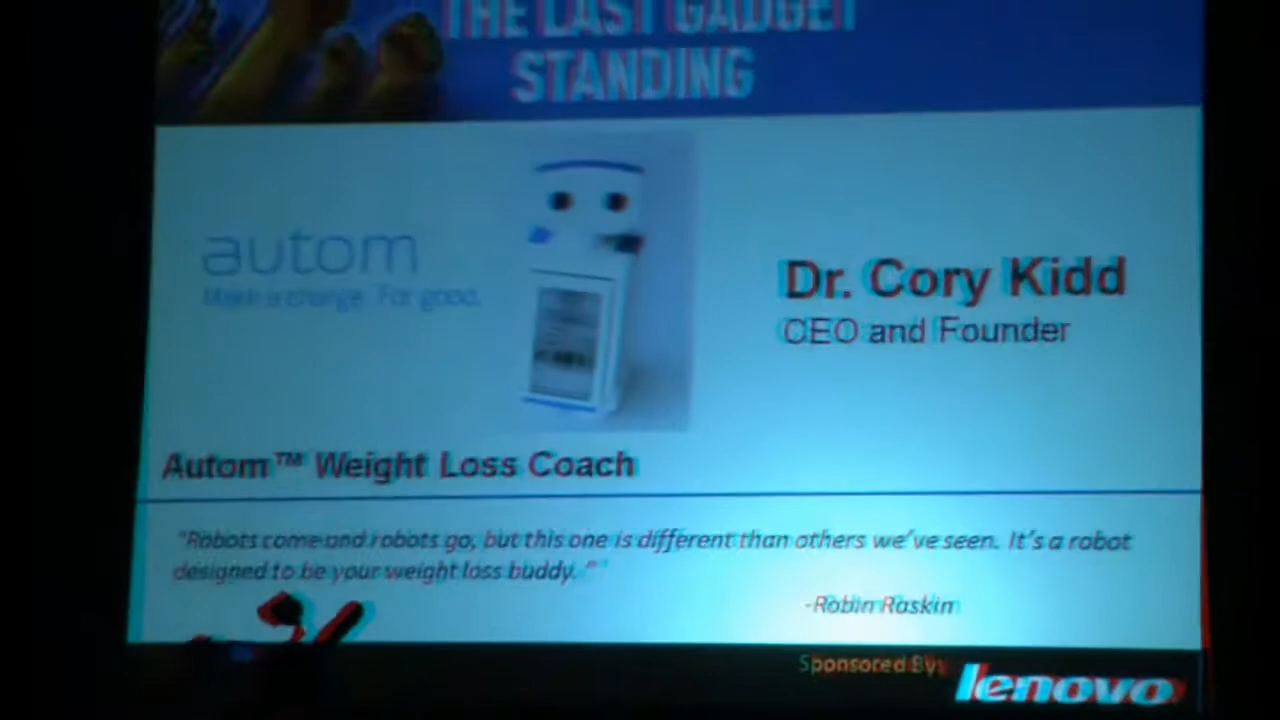 THE LAST GADGET
STANDING
autom
Make a change. For good.
Dr. Cory Kidd
CEO and Founder
Autom™ Weight Loss Coach
"Robots come and robots go, but this one is different than others we've seen. It's a robot
designed to be your weight loss buddy. ""
-Robin Raskin
Sponsored By:
lenovo